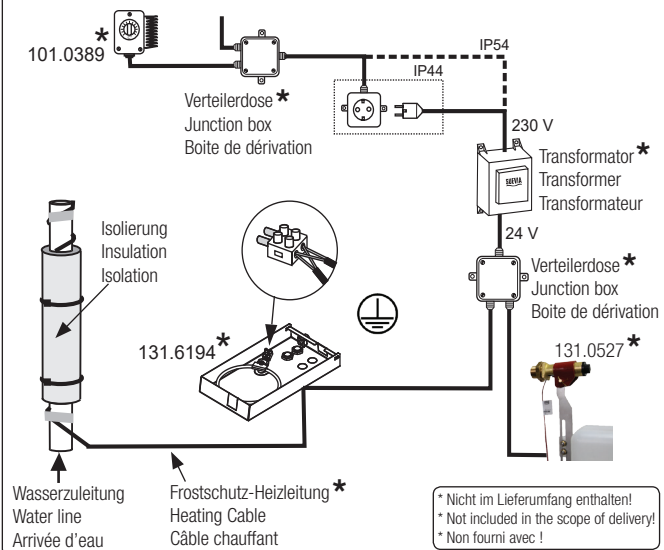 101.0389 *
Verteilerdose *
Junction box
Boite de dérivation
IP54
IP44
230 V
SUEVIA
Transformator *
Transformer
Transformateur
24 V
Verteilerdose *
Junction box
Boite de dérivation
Isolierung
Insulation
Isolation
131.6194 *
131.0527 *
Wasserzuleitung
Water line
Arrivée d'eau
Frostschutz-Heizleitung *
Heating Cable
Câble chauffant
* Nicht im Lieferumfang enthalten!
* Not included in the scope of delivery!
* Non fourni avec !